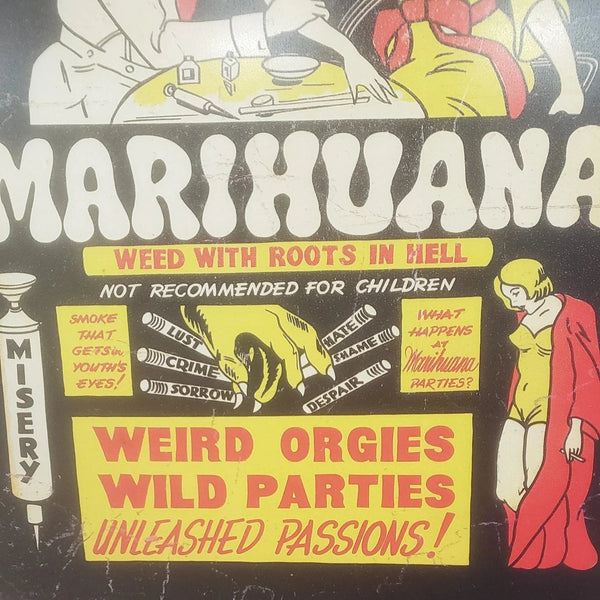 MARIHUANA
WEED WITH ROOTS IN HELL
NOT RECOMMENDED FOR CHILDREN
SMOKE
THAT
GETS in
YOUTH'S
EYES!
LUST
CRIME
SORROW
HATE
SHAME
DESPAIR
WHAT
HAPPENS
AT
Marihuana
PARTIES?
MISERY
WEIRD ORGIES
WILD PARTIES
UNLEASHED PASSIONS!